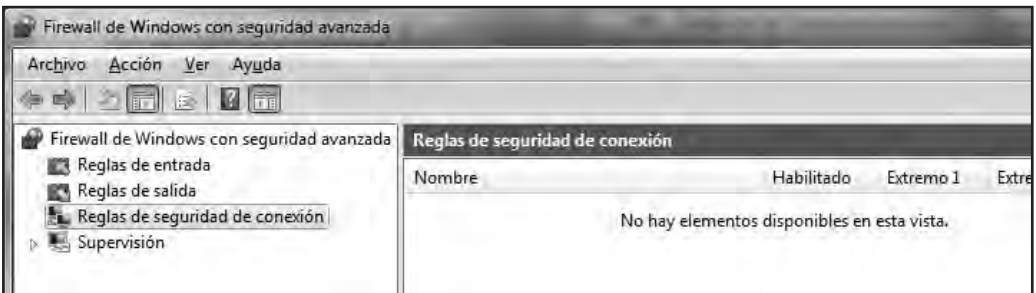 Firewall de Windows con seguridad avanzada
Archivo Acción Ver Ayuda
Firewall de Windows con seguridad avanzada
Reglas de entrada
Reglas de salida
Reglas de seguridad de conexión
Supervisión
Reglas de seguridad de conexión
Nombre Habilitado Extremo 1 Extre
No hay elementos disponibles en esta vista.